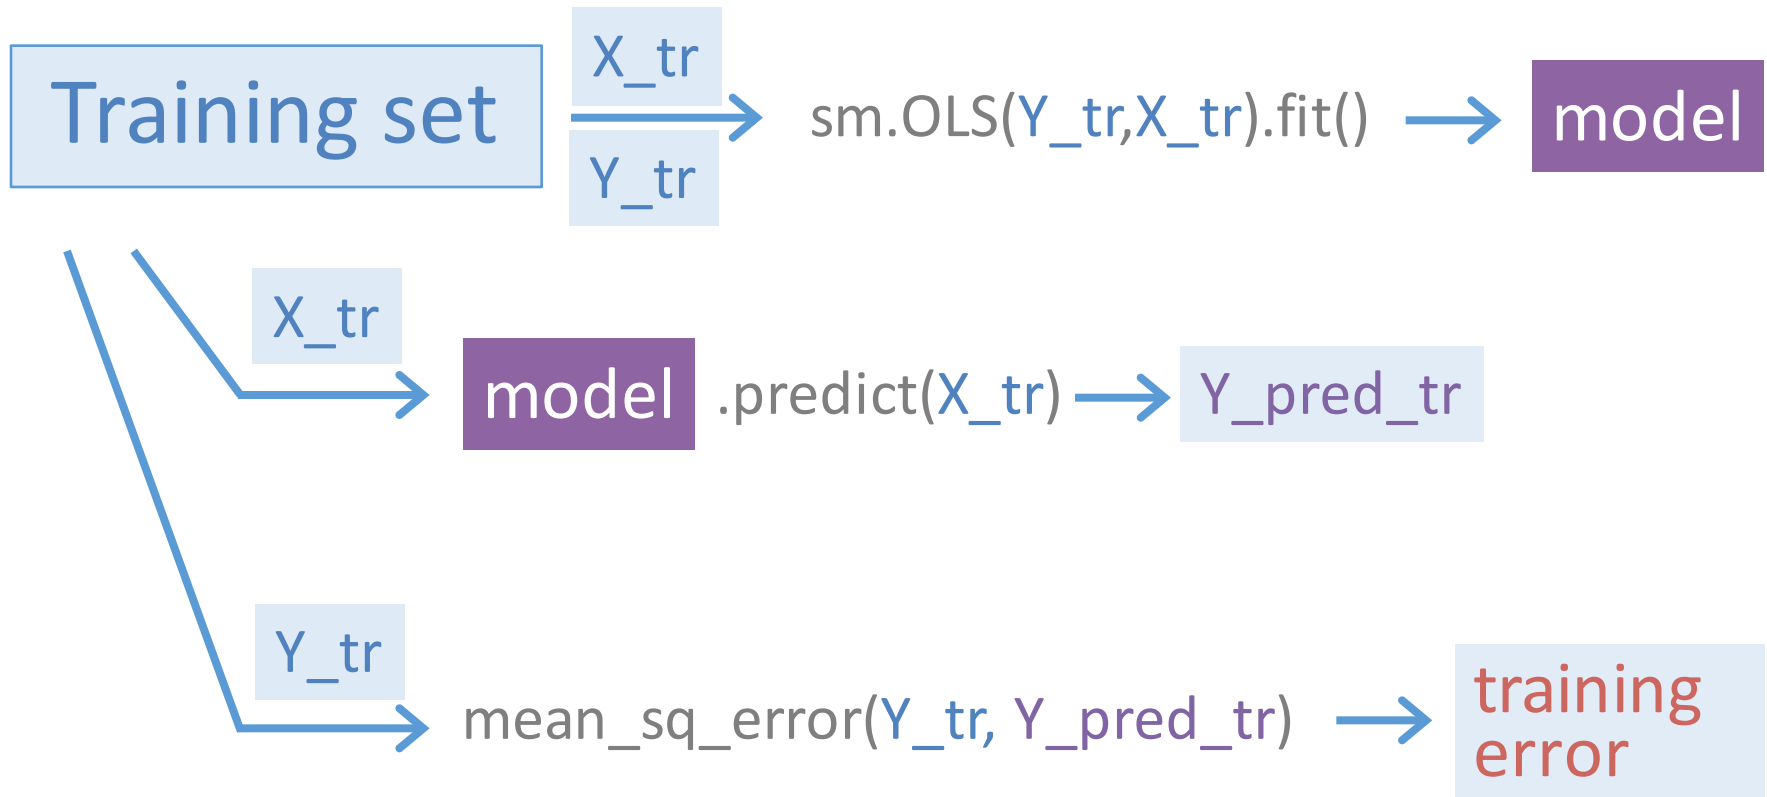 Training set
X_tr
Y_tr
sm.OLS(Y_tr,X_tr).fit()
model
X_tr
model
.predict(X_tr)
Y_pred_tr
Y_tr
mean_sq_error(Y_tr, Y_pred_tr)
training
error